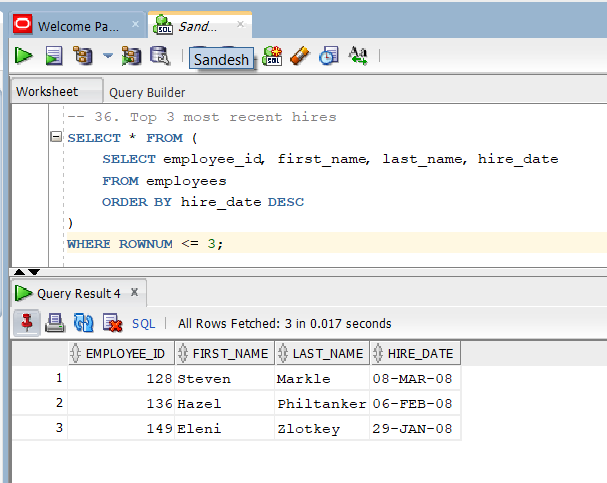 Welcome Pa...
Sand...
Sandesh
Worksheet
Query Builder
-- 36. Top 3 most recent hires
SELECT * FROM (
SELECT employee_id, first_name, last_name, hire_date
FROM employees
ORDER BY hire_date DESC
)
WHERE ROWNUM <= 3;
Query Result 4
SQL | All Rows Fetched: 3 in 0.017 seconds
EMPLOYEE_ID FIRST_NAME LAST_NAME HIRE_DATE
1 128 Steven Markle 08-MAR-08
2 136 Hazel Philtanker 06-FEB-08
3 149 Eleni Zlotkey 29-JAN-08